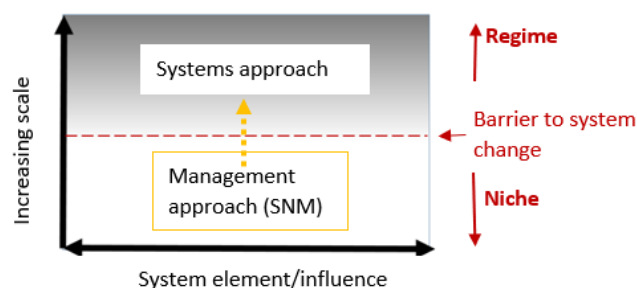 Increasing scale
Systems approach
Management
approach (SNM)
System element/influence
Regime
Barrier to system
change
Niche